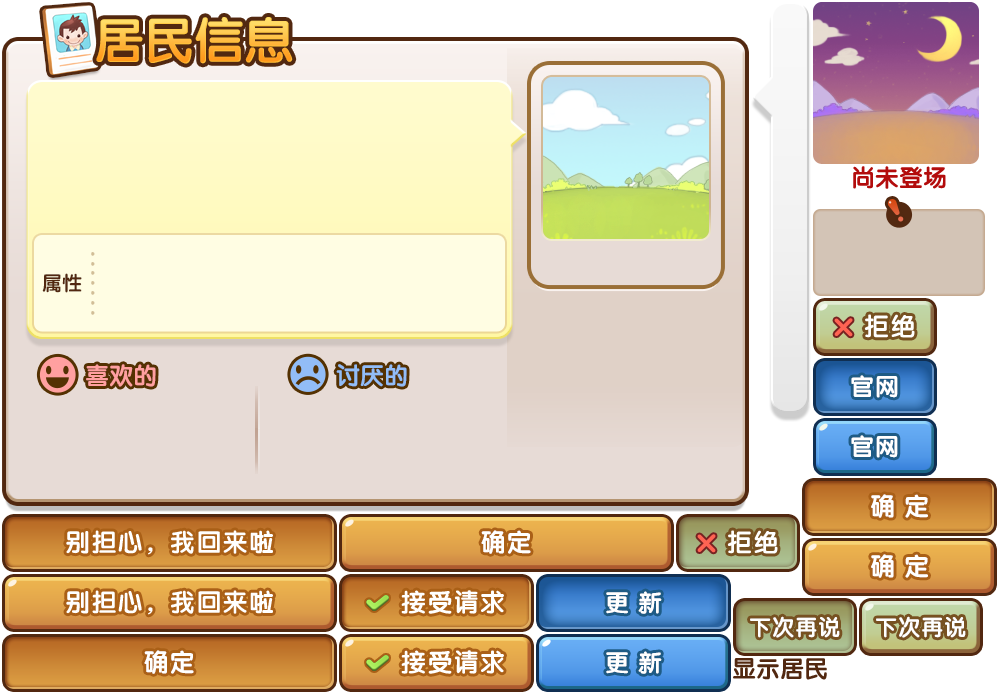 居民信息
属性
喜欢的
讨厌的
尚未登场
拒绝
官网
官网
确 定
确 定
别担心，我回来啦
确定
拒绝
别担心，我回来啦
接受请求
更 新
下次再说
下次再说
确定
接受请求
更 新
显示居民